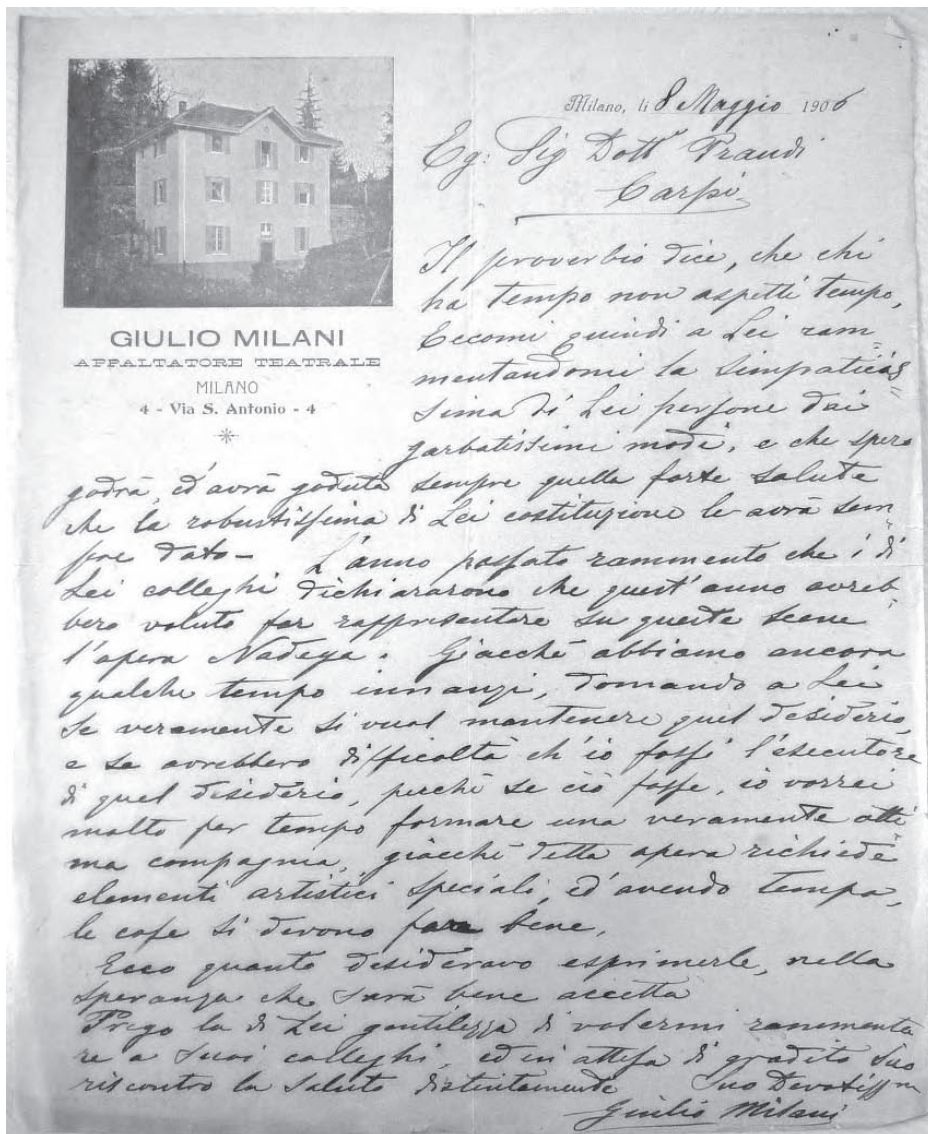 Milano, li 8 Maggio 1906
Eg: Sig Dott Prandi
Carpi
GIULIO MILANI
APPALTATORE TEATRALE
MILANO
4 - Via S. Antonio - 4
Il proverbio dice, che chi
ha tempo non aspetti tempo,
Eccomi quindi a Lei ram=
mentandomi la simpaticis=
sima di Lei persone dai
garbatissimi modi, e che spero
godrà, ed avrà goduta sempre quella forte salute
che la robustissima di Lei costituzione le avrà sem
pre dato - L'anno passato rammento che i di
Lei colleghi dichiararono che quest'anno avreb=
bero voluto far rappresentare su queste scene
l'opera Nadeya. Giacchè abbiamo ancora
qualche tempo innanzi, domando a Lei
se veramente si vual mantenere quel desiderio,
e se avrebbero difficoltà ch'io fossi l'esecutore
di quel desiderio, perchè se ciò fosse, io vorrei
molto per tempo formare una veramente otti
ma compagnia, giacchè detta opera richiede
elementi artistici speciali, ed avendo tempo,
le cose si devono fare bene,
Ecco quanto desideravo esprimerle, nella
speranza che sarà bene accetta
Prego la di Lei gentilezza di volermi rammenta
re a suoi colleghi, ed in attesa di gradito suo
riscontro la saluto distintamente Suo Devotissmo
Giulio Milani